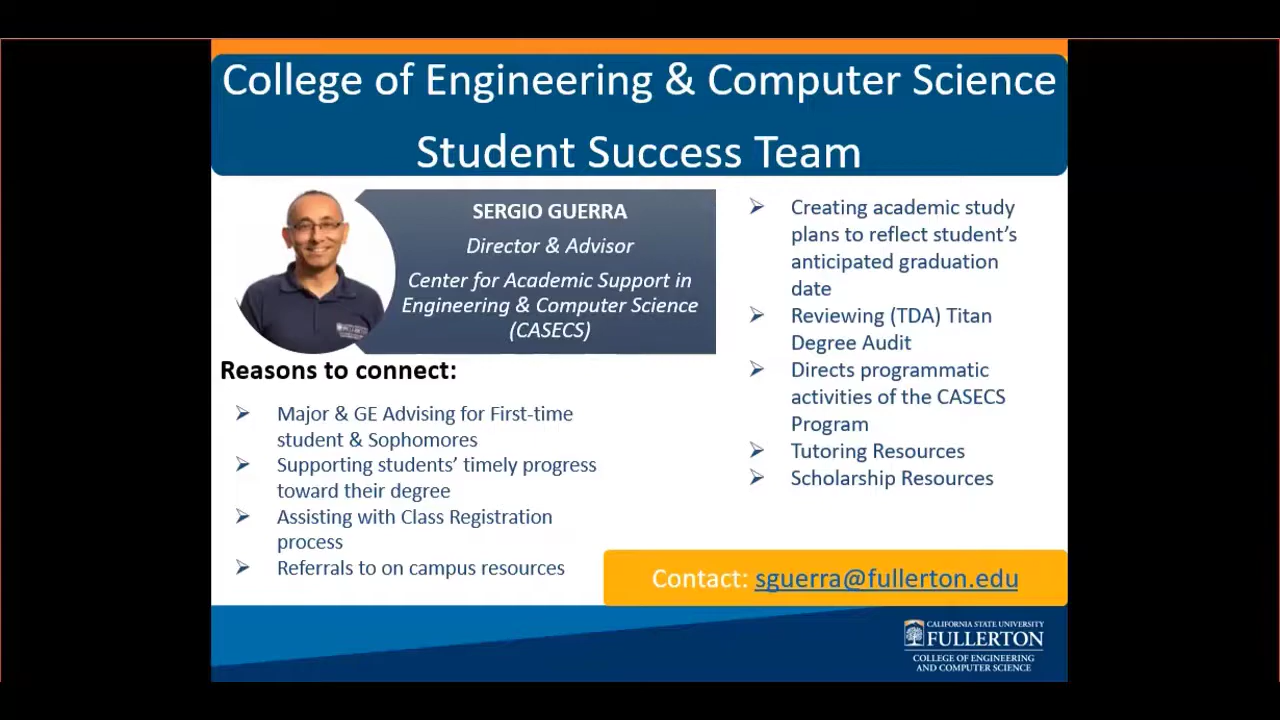 College of Engineering & Computer Science
Student Success Team
SERGIO GUERRA
Director & Advisor
Center for Academic Support in
Engineering & Computer Science
(CASECS)
Reasons to connect:
Major & GE Advising for First-time
student & Sophomores
Supporting students' timely progress
toward their degree
Assisting with Class Registration
process
Referrals to on campus resources
Creating academic study
plans to reflect student's
anticipated graduation
date
Reviewing (TDA) Titan
Degree Audit
Directs programmatic
activities of the CASECS
Program
Tutoring Resources
Scholarship Resources
Contact: sguerra@fullerton.edu
CALIFORNIA STATE UNIVERSITY
FULLERTON
COLLEGE OF ENGINEERING
AND COMPUTER SCIENCE